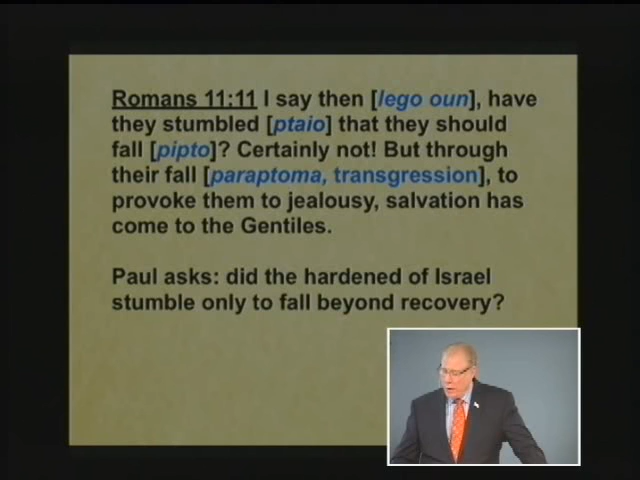 Romans 11:11 I say then [lego oun], have
they stumbled [ptaio] that they should
fall [pipto]? Certainly not! But through
their fall [paraptoma, transgression], to
provoke them to jealousy, salvation has
come to the Gentiles.
Paul asks: did the hardened of Israel
stumble only to fall beyond recovery?